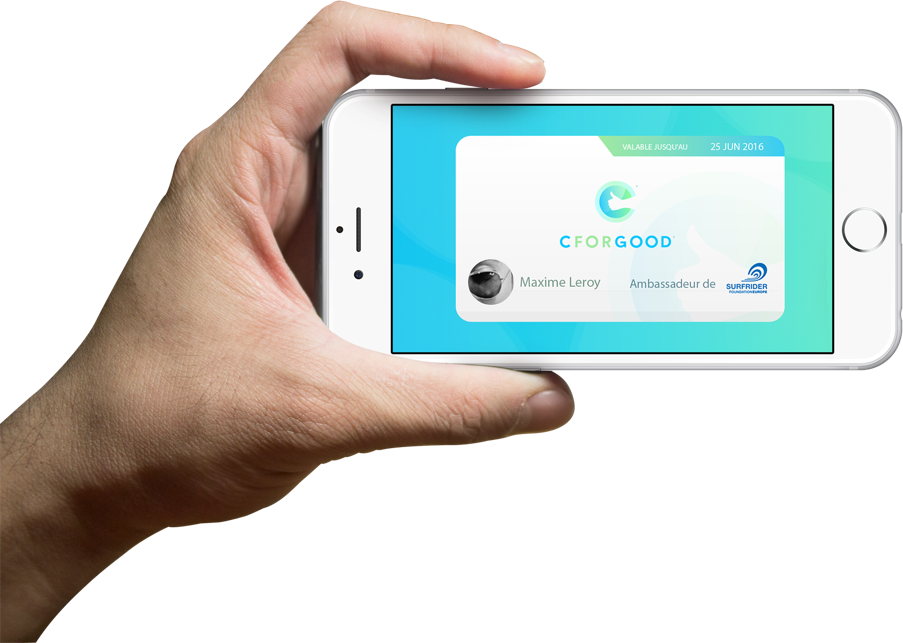 VALABLE JUSQU'AU 25 JUN 2016
CFORGOOD
Maxime Leroy
Ambassadeur de
SURFRIDER
FOUNDATION EUROPE